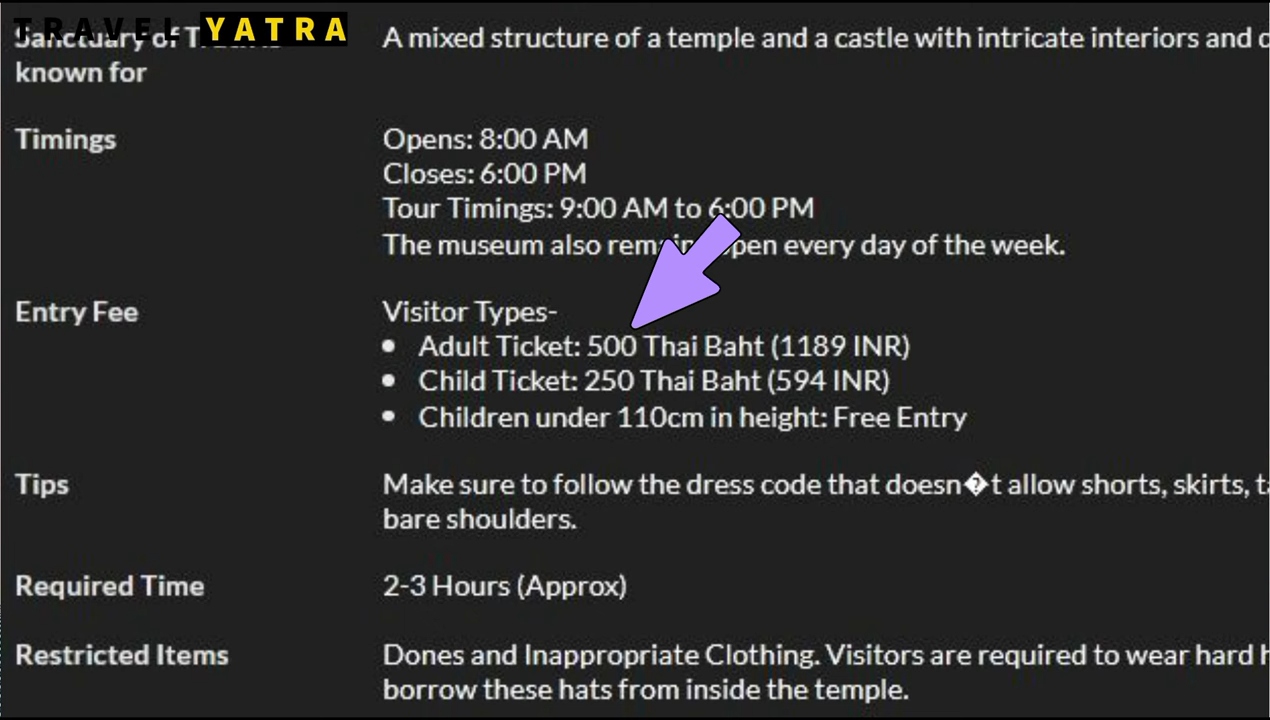 TRAVEL YATRA
Sanctuary of
known for
A mixed structure of a temple and a castle with intricate interiors and
Timings
Opens: 8:00 AM
Closes: 6:00 PM
Tour Timings: 9:00 AM to 6:00 PM
The museum also remains open every day of the week.
Entry Fee
Visitor Types-
• Adult Ticket: 500 Thai Baht (1189 INR)
• Child Ticket: 250 Thai Baht (594 INR)
• Children under 110cm in height: Free Entry
Tips
Make sure to follow the dress code that doesn�t allow shorts, skirts,
bare shoulders.
Required Time
2-3 Hours (Approx)
Restricted Items
Dones and Inappropriate Clothing. Visitors are required to wear hard
borrow these hats from inside the temple.